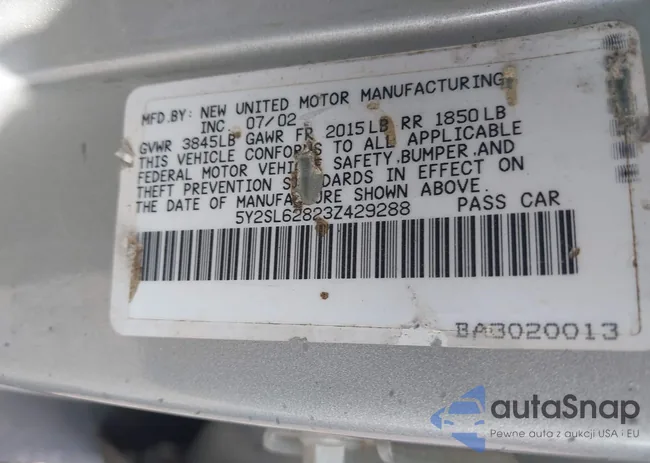 MFD.BY: NEW UNITED MOTOR MANUFACTURING
INC. 07/02
GVWR 3845LB GAWR FR 2015LB RR 1850LB
THIS VEHICLE CONFORMS TO ALL APPLICABLE
FEDERAL MOTOR VEHICLE SAFETY,BUMPER,AND
THEFT PREVENTION STANDARDS IN EFFECT ON
THE DATE OF MANUFACTURE SHOWN ABOVE.
5Y2SL62823Z429288 PASS CAR
BAB020013
autaSnap
Pewne auta z aukcji USA i EU